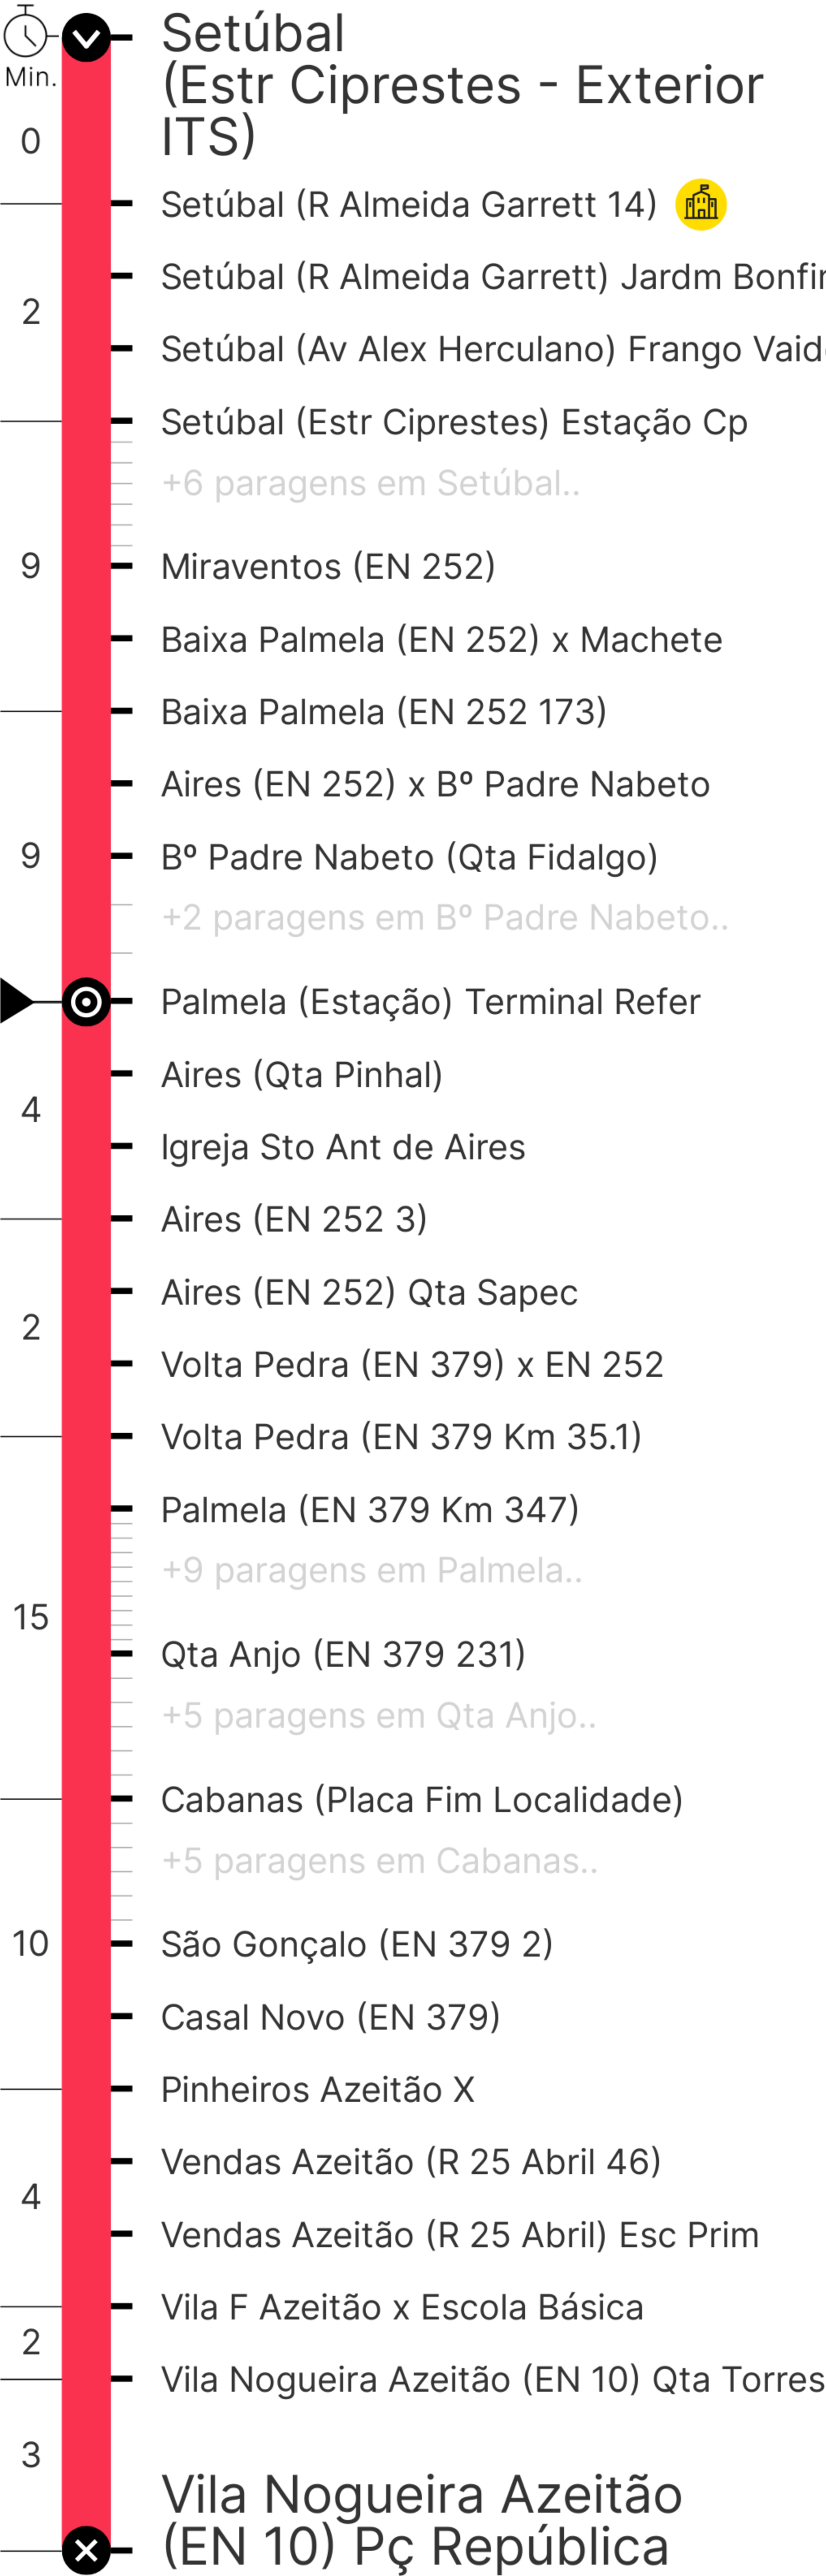 Setúbal
(Estr Ciprestes - Exterior
ITS)
Min.
0
Setúbal (R Almeida Garrett 14)
Setúbal (R Almeida Garrett) Jardm
2
Setúbal (Av Alex Herculano) Frango
Setúbal (Estr Ciprestes) Estação Cp
+6 paragens em Setúbal..
9
Miraventos (EN 252)
Baixa Palmela (EN 252) x Machete
Baixa Palmela (EN 252 173)
Aires (EN 252) x Bº Padre Nabeto
9
Bº Padre Nabeto (Qta Fidalgo)
+2 paragens em Bº Padre Nabeto..
Palmela (Estação) Terminal Refer
Aires (Qta Pinhal)
4
Igreja Sto Ant de Aires
Aires (EN 252 3)
Aires (EN 252) Qta Sapec
2
Volta Pedra (EN 379) x EN 252
Volta Pedra (EN 379 Km 35.1)
Palmela (EN 379 Km 347)
+9 paragens em Palmela..
15
Qta Anjo (EN 379 231)
+5 paragens em Qta Anjo..
Cabanas (Placa Fim Localidade)
+5 paragens em Cabanas..
10
São Gonçalo (EN 379 2)
Casal Novo (EN 379)
Pinheiros Azeitão X
Vendas Azeitão (R 25 Abril 46)
4
Vendas Azeitão (R 25 Abril) Esc Prim
Vila F Azeitão x Escola Básica
2
Vila Nogueira Azeitão (EN 10) Qta Torres
3
Vila Nogueira Azeitão
(EN 10) Pç República